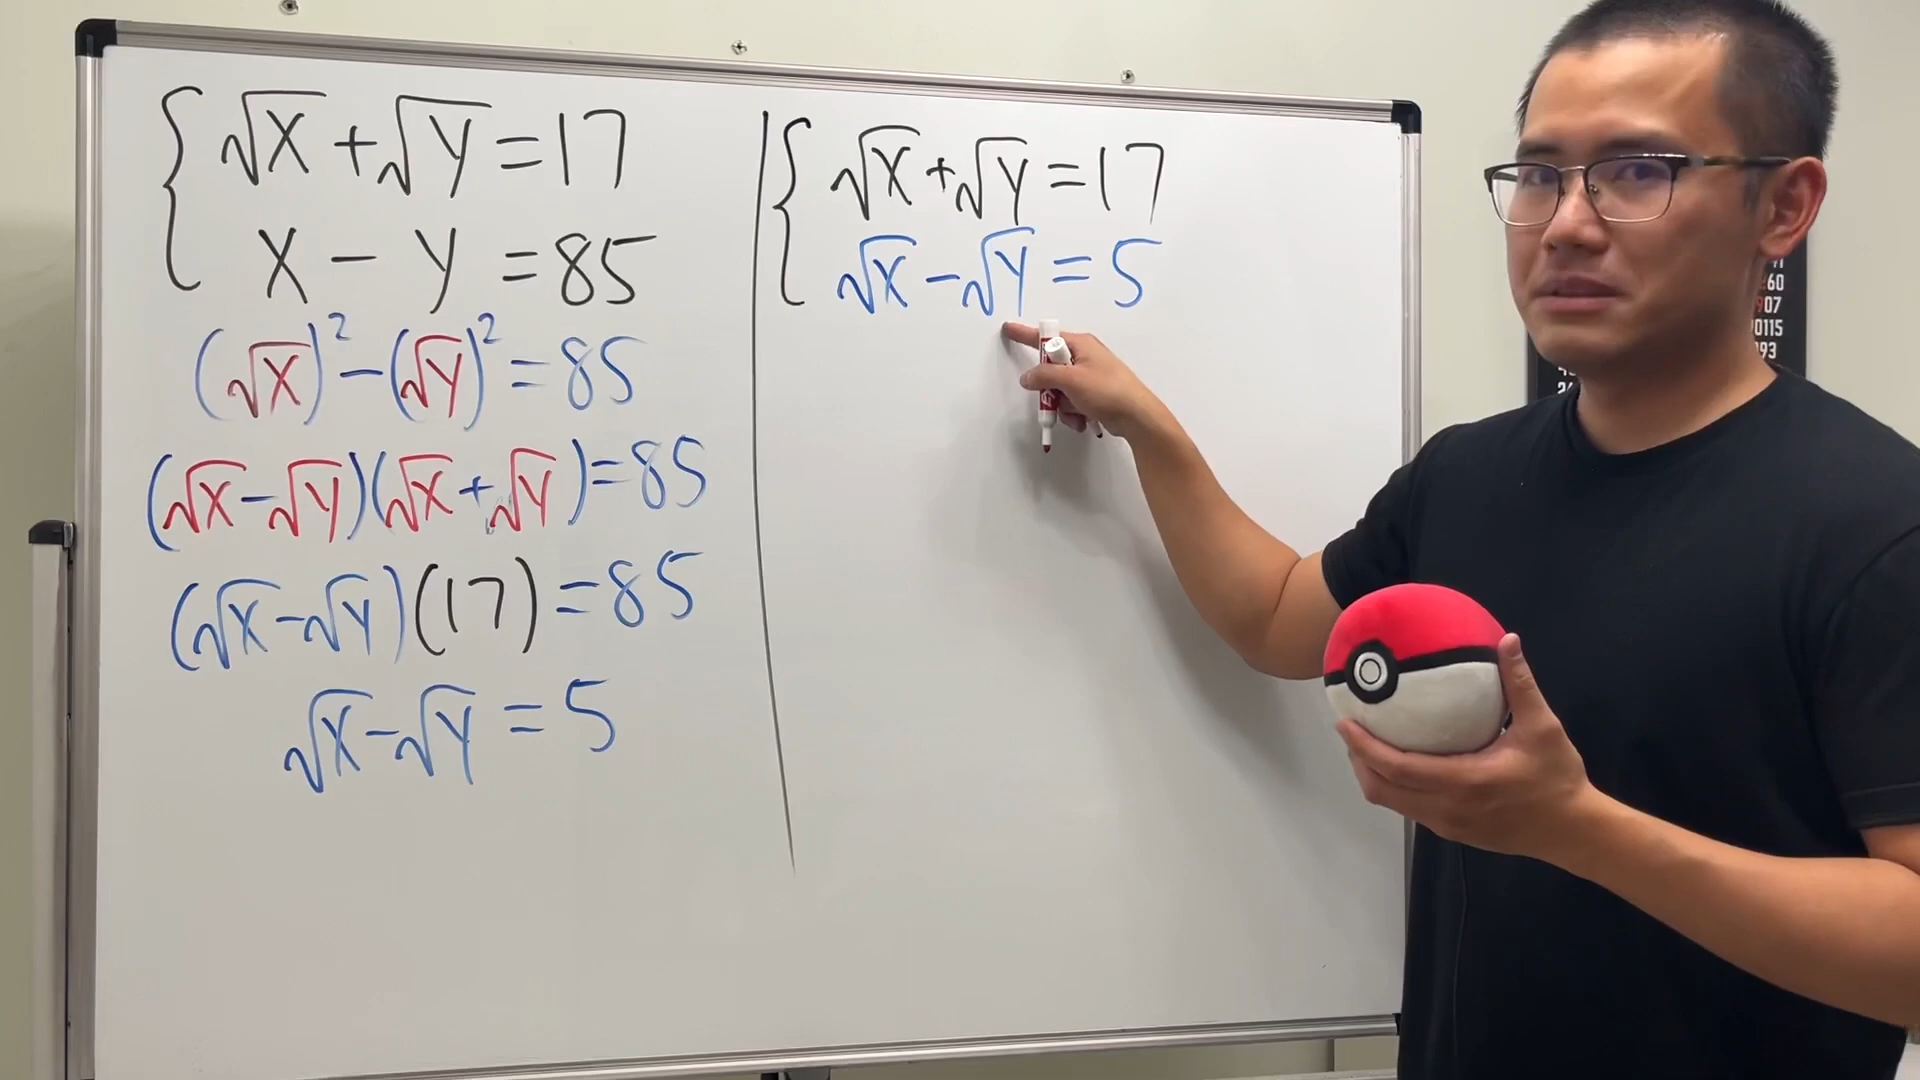 √X + √Y = 17
X - Y = 85
(√X)² - (√Y)² = 85
(√X - √Y)(√X + √Y) = 85
(√X - √Y)(17) = 85
√X - √Y = 5
√X + √Y = 17
√X - √Y = 5